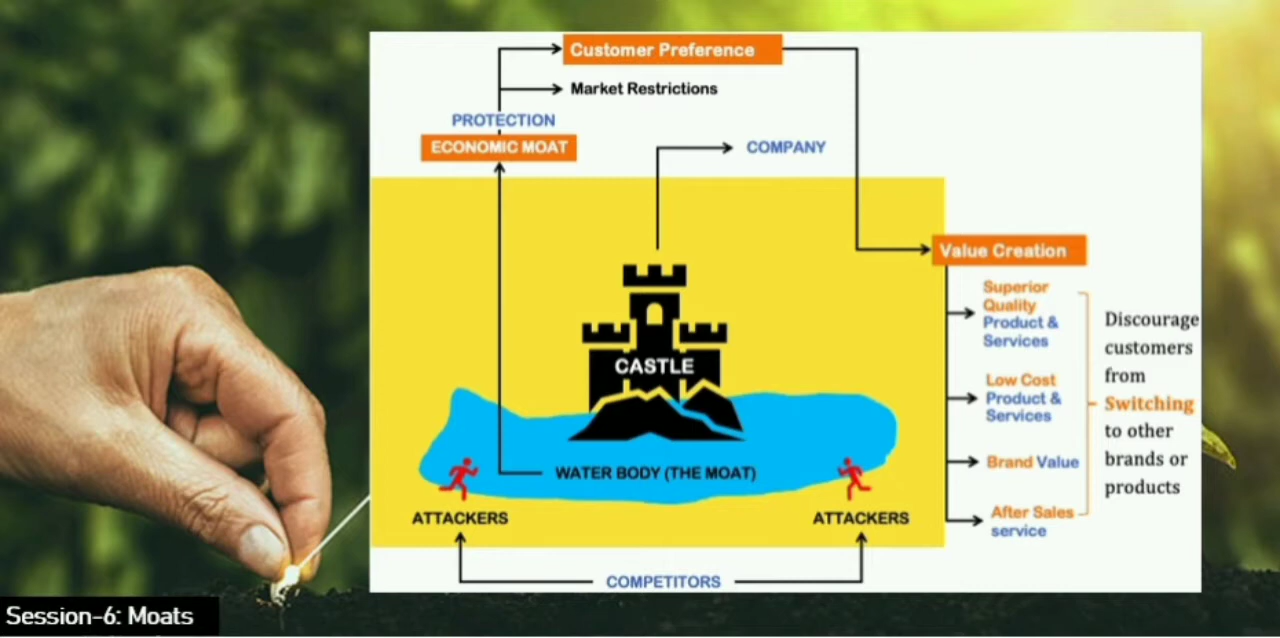 Customer Preference
Market Restrictions
PROTECTION
ECONOMIC MOAT
COMPANY
Value Creation
Superior
Quality
Product &
Services
Low Cost
Product &
Services
Brand Value
After Sales
service
Discourage
customers
from
Switching
to other
brands or
products
CASTLE
WATER BODY (THE MOAT)
ATTACKERS
ATTACKERS
COMPETITORS
Session-6: Moats